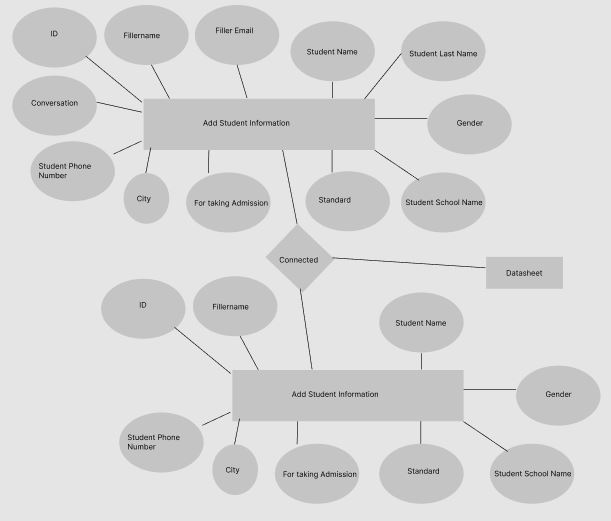 ID
Fillername
Filler Email
Student Name
Student Last Name
Conversation
Add Student Information
Gender
Student Phone
Number
City
For taking Admission
Standard
Student School Name
Connected
Datasheet
ID
Fillername
Student Name
Add Student Information
Gender
Student Phone
Number
City
For taking Admission
Standard
Student School Name